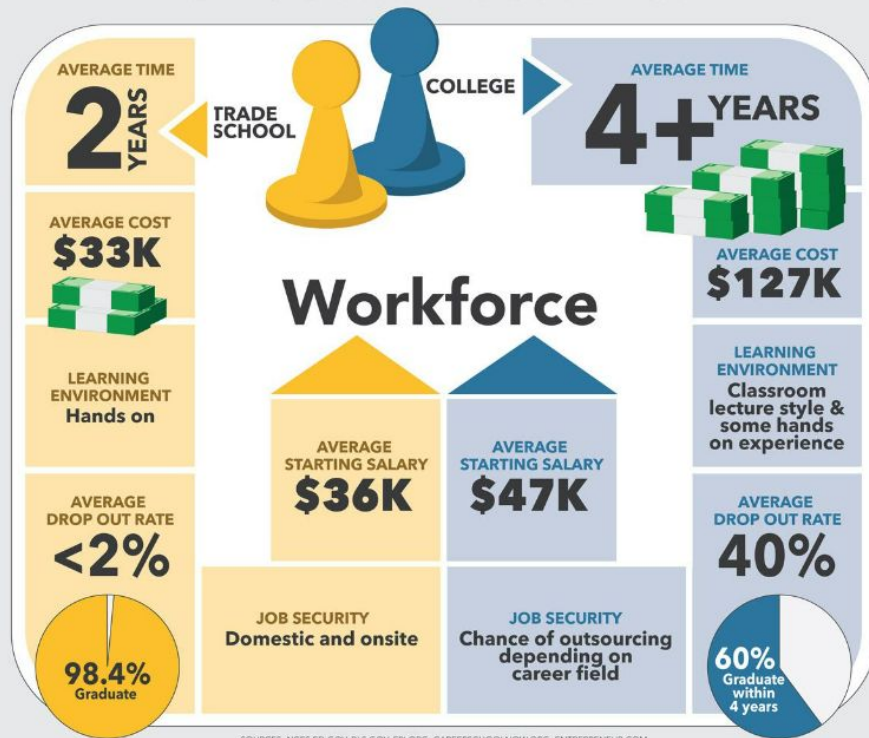 AVERAGE TIME
2 YEARS
TRADE
SCHOOL
COLLEGE
AVERAGE TIME
4+ YEARS
AVERAGE COST
$33K
AVERAGE COST
$127K
LEARNING
ENVIRONMENT
Hands on
LEARNING
ENVIRONMENT
Classroom
lecture style &
some hands
on experience
AVERAGE
DROP OUT RATE
<2%
98.4%
Graduate
AVERAGE
DROP OUT RATE
40%
60%
Graduate
within
4 years
Workforce
AVERAGE
STARTING SALARY
$36K
AVERAGE
STARTING SALARY
$47K
JOB SECURITY
Domestic and onsite
JOB SECURITY
Chance of outsourcing
depending on
career field